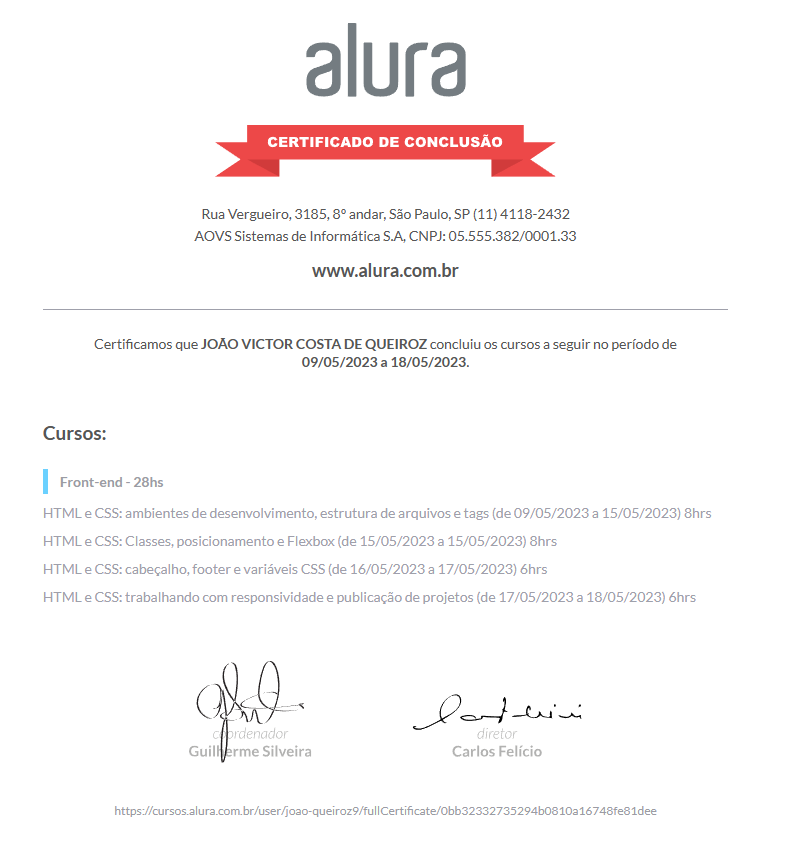 alura
CERTIFICADO DE CONCLUSÃO
Rua Vergueiro, 3185, 8º andar, São Paulo, SP (11) 4118-2432
AOVS Sistemas de Informática S.A, CNPJ: 05.555.382/0001.33
www.alura.com.br
Certificamos que JOÃO VICTOR COSTA DE QUEIROZ concluiu os cursos a seguir no período de
09/05/2023 a 18/05/2023.
Cursos:
Front-end - 28hs
HTML e CSS: ambientes de desenvolvimento, estrutura de arquivos e tags (de 09/05/2023 a 15/05/2023) 8hrs
HTML e CSS: Classes, posicionamento e Flexbox (de 15/05/2023 a 15/05/2023) 8hrs
HTML e CSS: cabeçalho, footer e variáveis CSS (de 16/05/2023 a 17/05/2023) 6hrs
HTML e CSS: trabalhando com responsividade e publicação de projetos (de 17/05/2023 a 18/05/2023) 6hrs
coordenador
Guilherme Silveira
diretor
Carlos Felício
https://cursos.alura.com.br/user/joao-queiroz9/fullCertificate/0bb32332735294b0810a16748fe81dee